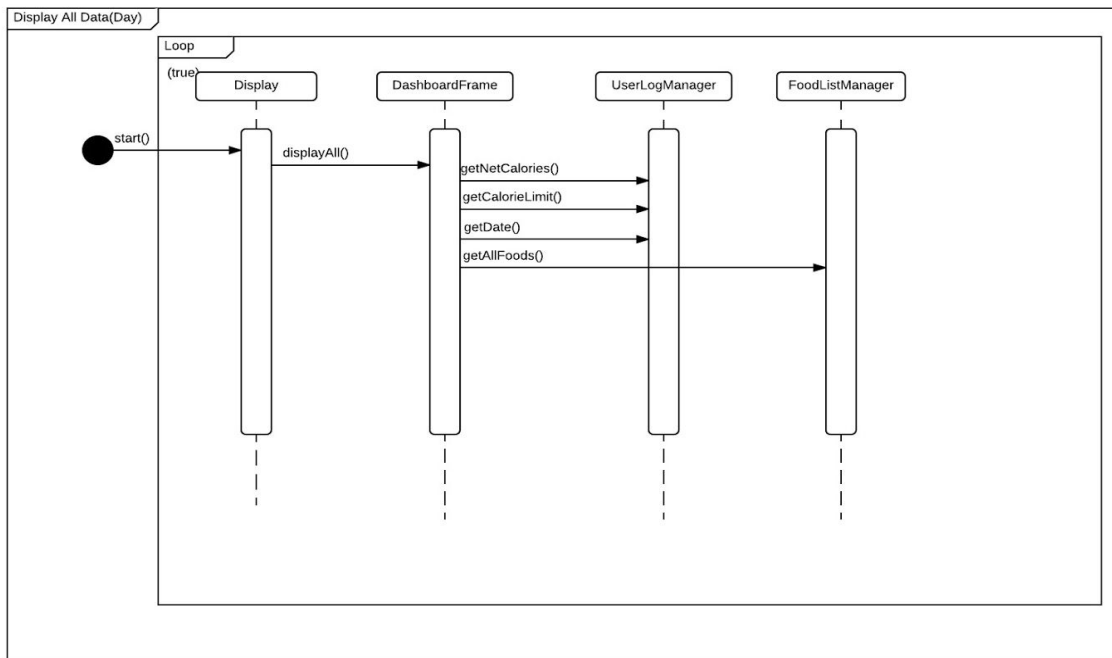 Display All Data(Day)
Loop
(true)
Display
DashboardFrame
UserLogManager
FoodListManager
start()
displayAll()
getNetCalories()
getCalorieLimit()
getDate()
getAllFoods()